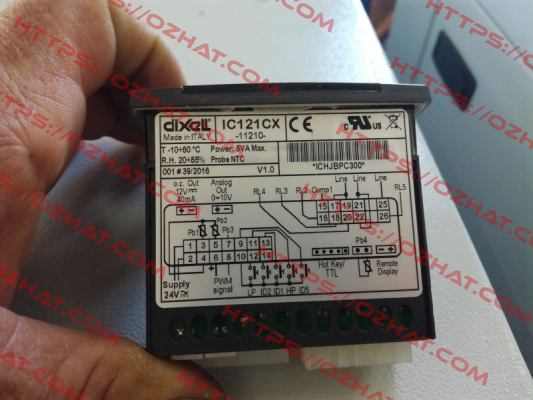 dixell
Made in ITALY
IC121CX
-11210-
CE
c RU us
T -10÷60 °C Power: 5VA Max.
R.H. 20÷85% Probe NTC
001 # 39/2016 V1.0
*ICHJBPC300*
o.c. Out
12V
40mA
Analog
Out
0÷10V
RL4
RL3
RL2
Comp1
Line
Line
Line
RL5
15 17 19 21 25
16 18 20 22 26
Pb1
Pb2
Pb3
1 3 5 7 9 11 13
2 4 6 8 10 12 14
Pb4
Hot Key/
TTL
Remote
Display
Supply
24V
PWM
signal
LP ID2 ID1 HP ID5
HTTPS://OZHAT.COM